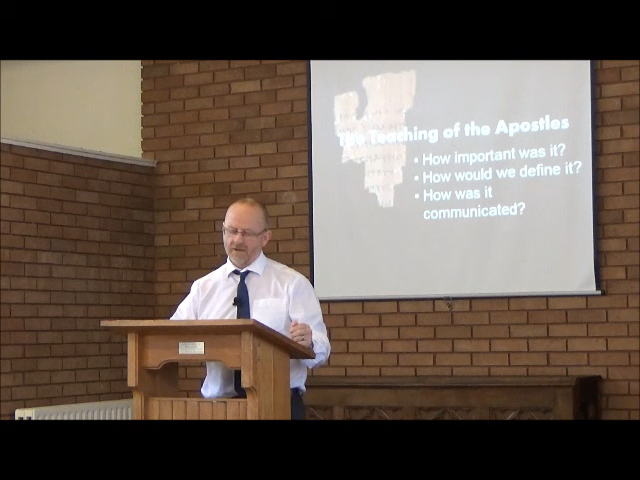 The Teaching of the Apostles
• How important was it?
• How would we define it?
• How was it
communicated?